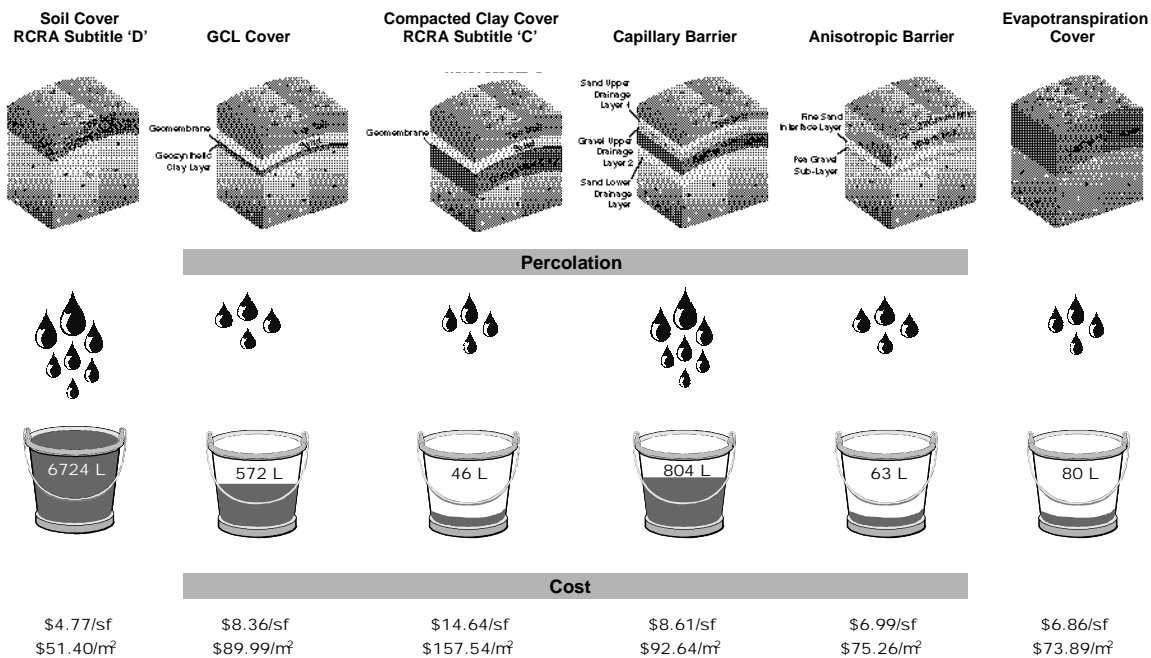 Soil Cover
RCRA Subtitle ‘D’
GCL Cover
Compacted Clay Cover
RCRA Subtitle ‘C’
Capillary Barrier
Anisotropic Barrier
Evapotranspiration
Cover
Geomembrane
Geosynthetic
Clay Layer
Geomembrane
Sand Upper
Drainage
Layer 1
Gravel Upper
Drainage
Layer 2
Sand Lower
Drainage
Layer
Fine Sand
Interface Layer
Pea Gravel
Sub-Layer
Percolation
6724 L
572 L
46 L
804 L
63 L
80 L
Cost
$4.77/sf
$51.40/m²
$8.36/sf
$89.99/m²
$14.64/sf
$157.54/m²
$8.61/sf
$92.64/m²
$6.99/sf
$75.26/m²
$6.86/sf
$73.89/m²